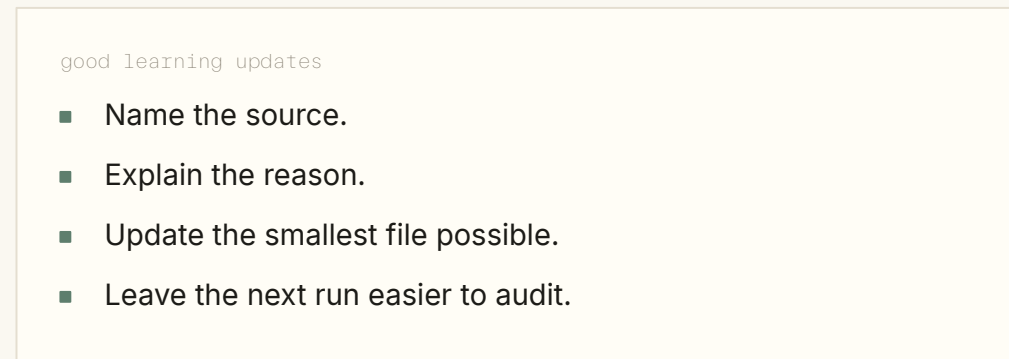 good learning updates
Name the source.
Explain the reason.
Update the smallest file possible.
Leave the next run easier to audit.